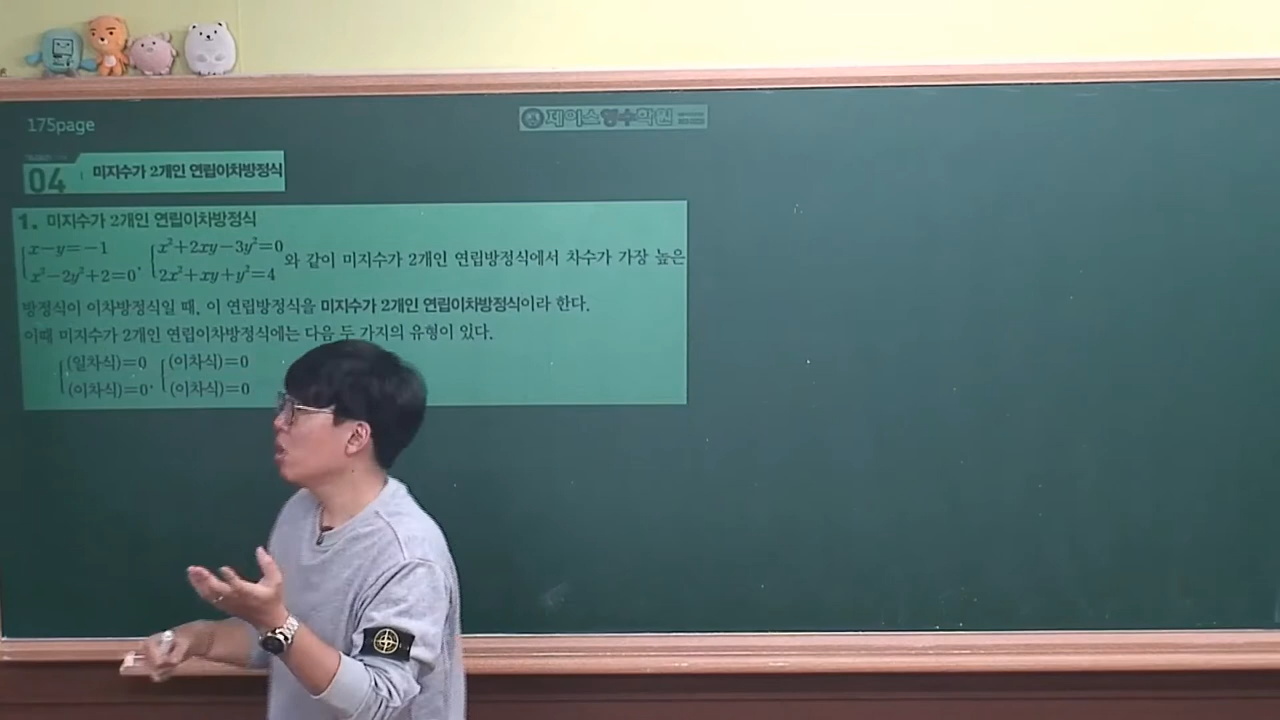 175page
제이스영수학원
04 미지수가 2개인 연립이차방정식
1. 미지수가 2개인 연립이차방정식
{x-y=-1, x²-2y²+2=0, {x²+2xy-3y²=0, 2x²+xy+y²=4 와 같이 미지수가 2개인 연립방정식에서 차수가 가장 높은
방정식이 이차방정식일 때, 이 연립방정식을 미지수가 2개인 연립이차방정식이라 한다.
이때 미지수가 2개인 연립이차방정식에는 다음 두 가지의 유형이 있다.
{(일차식)=0, (이차식)=0, {(이차식)=0, (이차식)=0